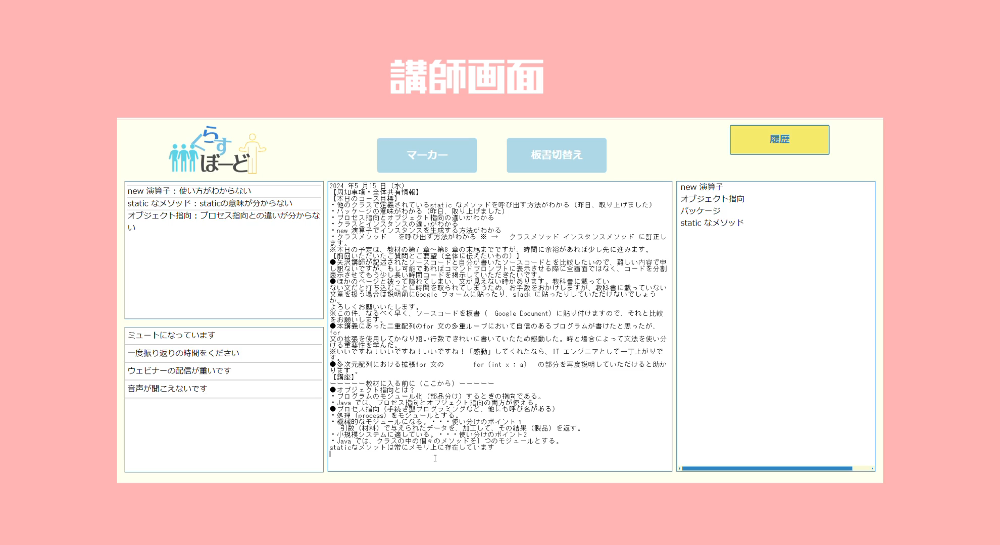 講師画面
くらす
ぼーど
マーカー
板書切替え
履歴
new 演算子：使い方がわからない
static なメソッド：staticの意味が分からない
オブジェクト指向：プロセス指向との違いが分からな
い
ミュートになっています
一度振り返りの時間をください
ウェビナーの配信が重いです
音声が聞こえないです
2024 年5 月15 日（水）
【周知事項・全体共有情報】
【本日のコース目標】
・他のクラスで定義されているstatic なメソッドを呼び出す方法がわかる（昨日、取り上げました）
・パッケージの意味がわかる（昨日、取り上げました）
・プロセス指向とオブジェクト指向の違いがわかる
・クラスとインスタンスの違いがわかる
・new 演算子でインスタンスを生成する方法がわかる
・クラスメソッド　を呼び出す方法がわかる ※ →　クラスメソッド インスタンスメソッド に訂正し
ます。
※本日の予定は、教材の第7 章～第8 章の末尾までですが、時間に余裕があれば少し先に進みます。
【前回いただいたご質問とご要望（全体に伝えたいもの）】
●矢沢講師が記述されたソースコードと自分が書いたソースコードとを比較したいので、難しい内容で申
し訳ないですが、もし可能であればコマンドプロンプトに表示させる際に全画面ではなく、コードを分割
表示させてもう少し長い時間コードを掲示していただきたいです。
●ほかのページと被って隠れてしまい、文が見えない時があります。教科書に載ってい
ない文だと打ち込むことに時間を取られてしまうため、お手数をおかけしますが、教科書に載っていない
文章を扱う場合は説明前にGoogle フォームに貼ったり、slack に貼ったりしていただけないでしょう
か。
よろしくお願いいたします。
※この件、なるべく早く、ソースコードを板書（　Google Document）に貼り付けますので、それと比較
をお願いします。
●本講義にあった二重配列のfor 文の多重ループにおいて自信のあるプログラムが書けたと思ったが、
for
文の拡張を使用してかなり短い行数できれいに書いていたため感動した。時と場合によって文法を使い分
ける重要性を学んだ。
※いいですね！いいですね！いいですね！「感動」してくれたなら、IT エンジニアとして一丁上がりで
す。
●多次元配列における拡張for 文の　　　　for（int x : a）　の部分を再度説明していただけると助か
ります 。
【講座】
ーーーーー教材に入る前に（ここから）ーーーーー
●オブジェクト指向とは？
・プログラムのモジュール化（部品分け）するときの指向である。
・Java では、プロセス指向とオブジェクト指向の両方が使える。
●プロセス指向（手続き型プログラミングなど、他にも呼び名がある）
・処理（process）をモジュールとする。
・機械的なモジュールになる。・・・使い分けのポイント１
　引数（材料）で与えられたデータを、加工して、その結果（製品）を返す。
・小規模システムに適している。・・・使い分けのポイント2
・Java では、クラスの中の個々のメソッドを1 つのモジュールとする。
staticなメソットは常にメモリ上に存在しています
new 演算子
オブジェクト指向
パッケージ
static なメソッド